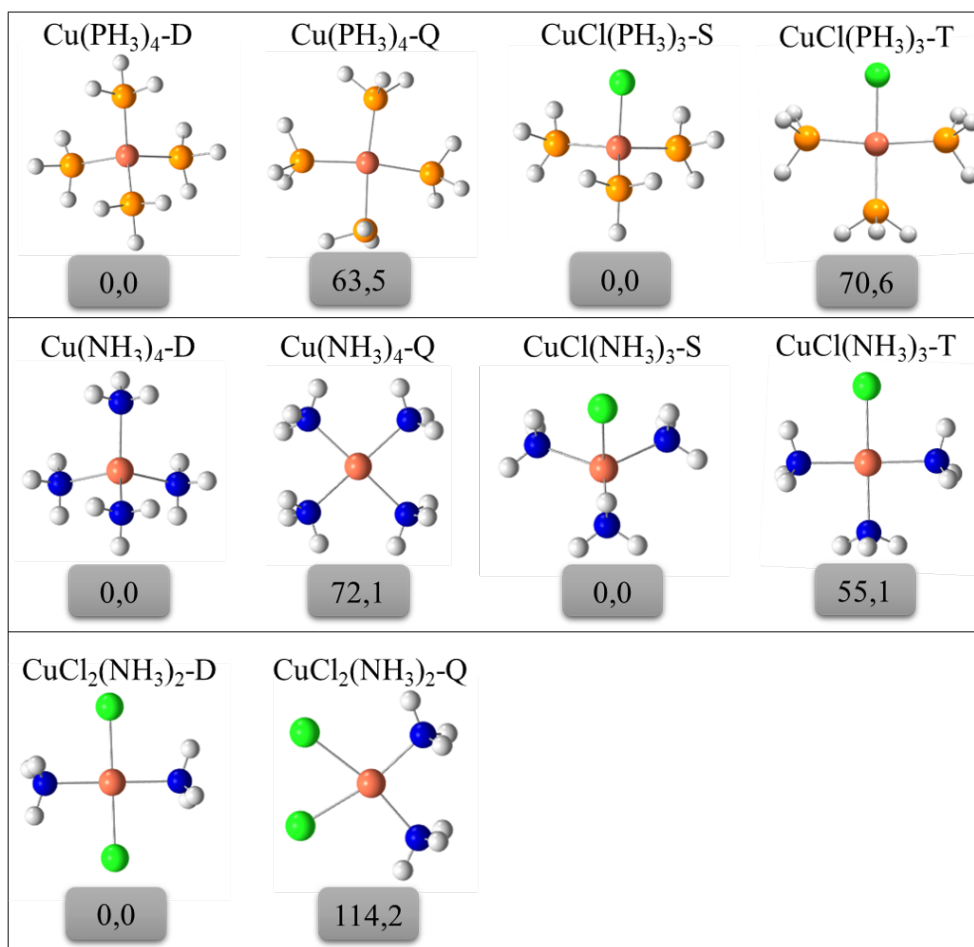 Cu(PH₃)₄-D Cu(PH₃)₄-Q CuCl(PH₃)₃-S CuCl(PH₃)₃-T
0,0 63,5 0,0 70,6
Cu(NH₃)₄-D Cu(NH₃)₄-Q CuCl(NH₃)₃-S CuCl(NH₃)₃-T
0,0 72,1 0,0 55,1
CuCl₂(NH₃)₂-D CuCl₂(NH₃)₂-Q
0,0 114,2